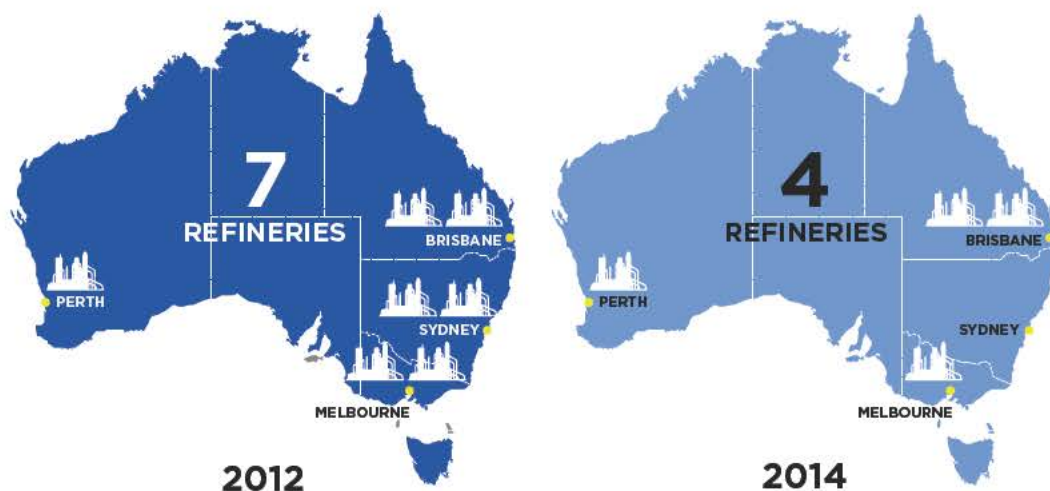 7
REFINERIES
BRISBANE
PERTH
SYDNEY
MELBOURNE
2012
4
REFINERIES
BRISBANE
PERTH
SYDNEY
MELBOURNE
2014